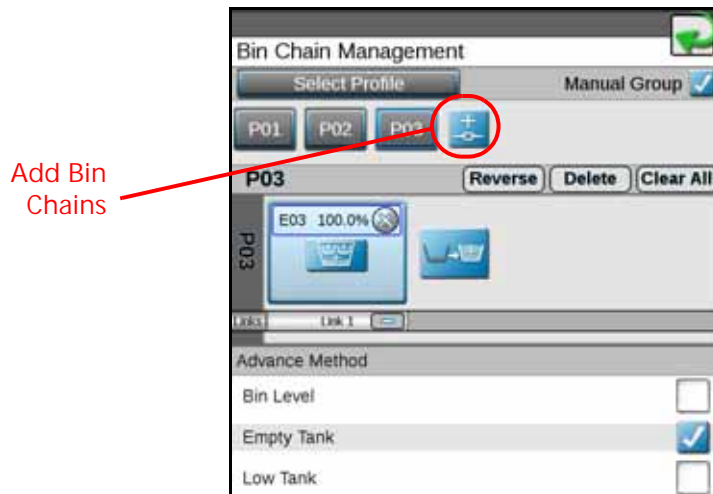 Bin Chain Management
Select Profile Manual Group
P01 P02 P03
Add Bin
Chains
P03 Reverse Delete Clear All
E03 100.0%
P03
Links Link 1
Advance Method
Bin Level
Empty Tank
Low Tank